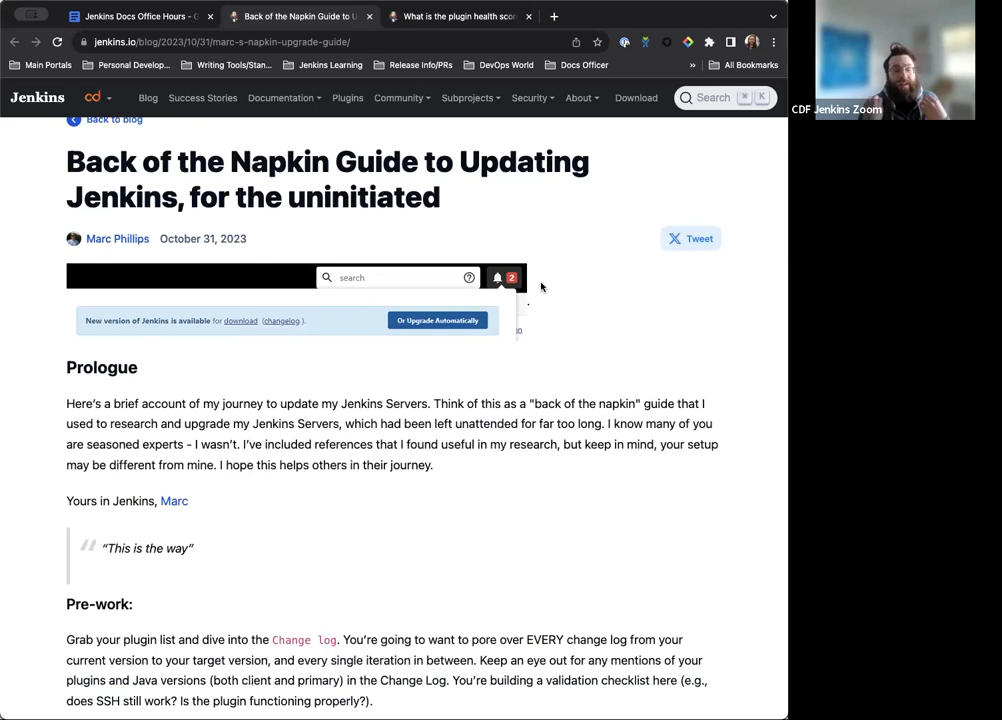 Jenkins Docs Office Hours - G
Back of the Napkin Guide to U
What is the plugin health scor
jenkins.io/blog/2023/10/31/marc-s-napkin-upgrade-guide/
Main Portals
Personal Develop...
Writing Tools/Stan...
Jenkins Learning
Release Info/PRs
DevOps World
Docs Officer
»
All Bookmarks
Jenkins
cd
Blog
Success Stories
Documentation
Plugins
Community
Subprojects
Security
About
Download
Search
⌘
K
CDF Jenkins Zoom
Back to blog
Back of the Napkin Guide to Updating
Jenkins, for the uninitiated
Marc Phillips October 31, 2023
Tweet
search
2
New version of Jenkins is available for download (changelog ).
Or Upgrade Automatically
Prologue
Here's a brief account of my journey to update my Jenkins Servers. Think of this as a "back of the napkin" guide that I
used to research and upgrade my Jenkins Servers, which had been left unattended for far too long. I know many of you
are seasoned experts - I wasn't. I've included references that I found useful in my research, but keep in mind, your setup
may be different from mine. I hope this helps others in their journey.
Yours in Jenkins, Marc
“This is the way”
Pre-work:
Grab your plugin list and dive into the Change log. You're going to want to pore over EVERY change log from your
current version to your target version, and every single iteration in between. Keep an eye out for any mentions of your
plugins and Java versions (both client and primary) in the Change Log. You're building a validation checklist here (e.g.,
does SSH still work? Is the plugin functioning properly?).